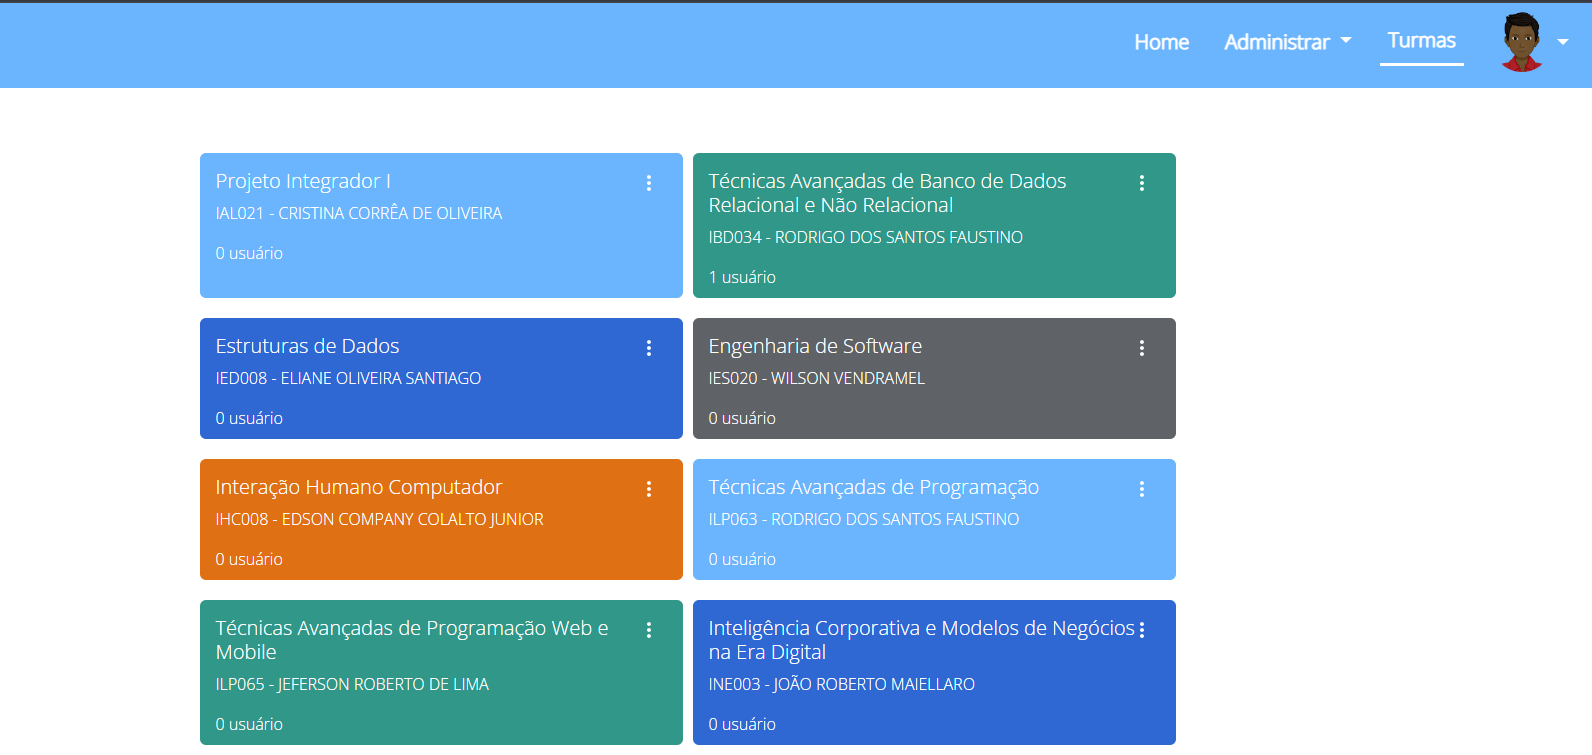 Home
Administrar
Turmas
Projeto Integrador I
IAL021 - CRISTINA CORRÊA DE OLIVEIRA
0 usuário
Técnicas Avançadas de Banco de Dados
Relacional e Não Relacional
IBD034 - RODRIGO DOS SANTOS FAUSTINO
1 usuário
Estruturas de Dados
IED008 - ELIANE OLIVEIRA SANTIAGO
0 usuário
Engenharia de Software
IES020 - WILSON VENDRAMEL
0 usuário
Interação Humano Computador
IHC008 - EDSON COMPANY COLALTO JUNIOR
0 usuário
Técnicas Avançadas de Programação
ILP063 - RODRIGO DOS SANTOS FAUSTINO
0 usuário
Técnicas Avançadas de Programação Web e
Mobile
ILP065 - JEFERSON ROBERTO DE LIMA
0 usuário
Inteligência Corporativa e Modelos de Negócios
na Era Digital
INE003 - JOÃO ROBERTO MAIELLARO
0 usuário